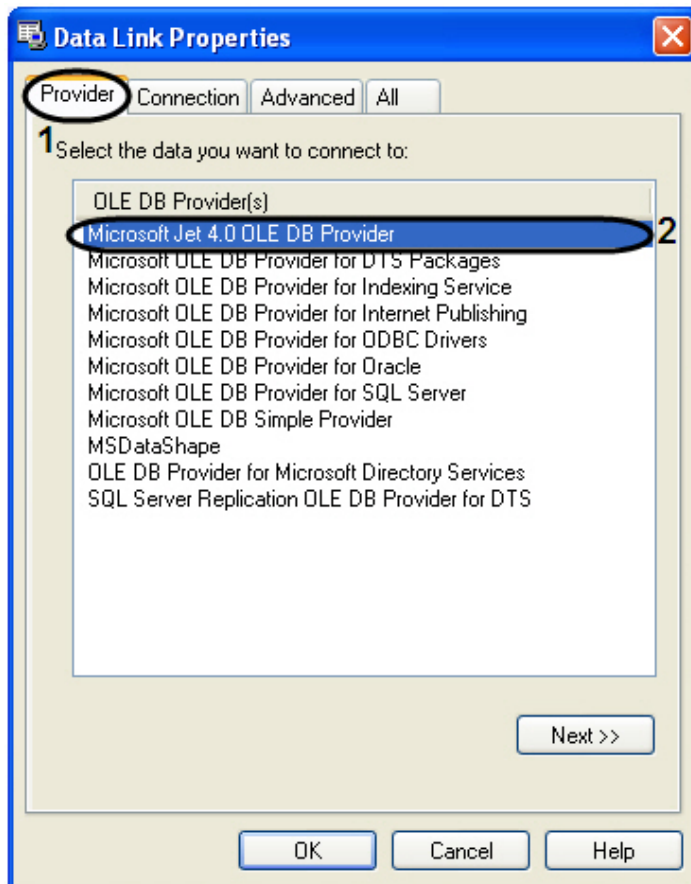 Data Link Properties
Provider Connection Advanced All
1
Select the data you want to connect to:
OLE DB Provider(s)
Microsoft Jet 4.0 OLE DB Provider 2
Microsoft OLE DB Provider for DTS Packages
Microsoft OLE DB Provider for Indexing Service
Microsoft OLE DB Provider for Internet Publishing
Microsoft OLE DB Provider for ODBC Drivers
Microsoft OLE DB Provider for Oracle
Microsoft OLE DB Provider for SQL Server
Microsoft OLE DB Simple Provider
MSDataShape
OLE DB Provider for Microsoft Directory Services
SQL Server Replication OLE DB Provider for DTS
Next >>
OK Cancel Help